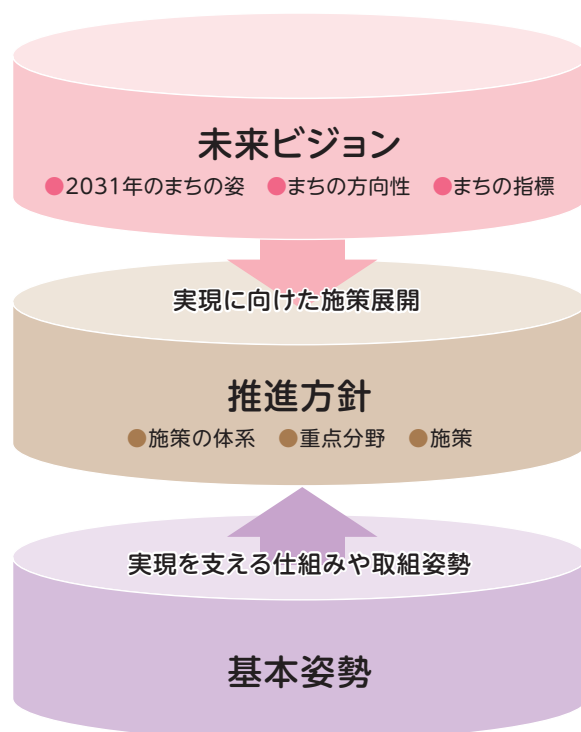 未来ビジョン
●2031年のまちの姿 ●まちの方向性 ●まちの指標
実現に向けた施策展開
推進方針
●施策の体系 ●重点分野 ●施策
実現を支える仕組みや取組姿勢
基本姿勢